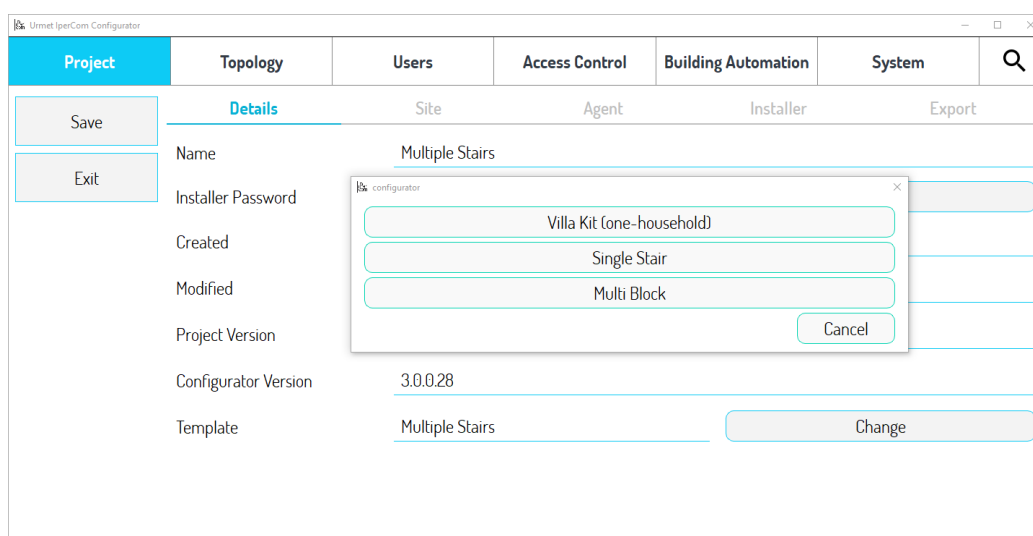 Urmet IperCom Configurator
Project Topology Users Access Control Building Automation System
Save
Exit
Details Site Agent Installer Export
Name Multiple Stairs
Installer Password
Created
Modified
Project Version
Configurator Version 3.0.0.28
Template Multiple Stairs Change
configurator
Villa Kit (one-household)
Single Stair
Multi Block
Cancel